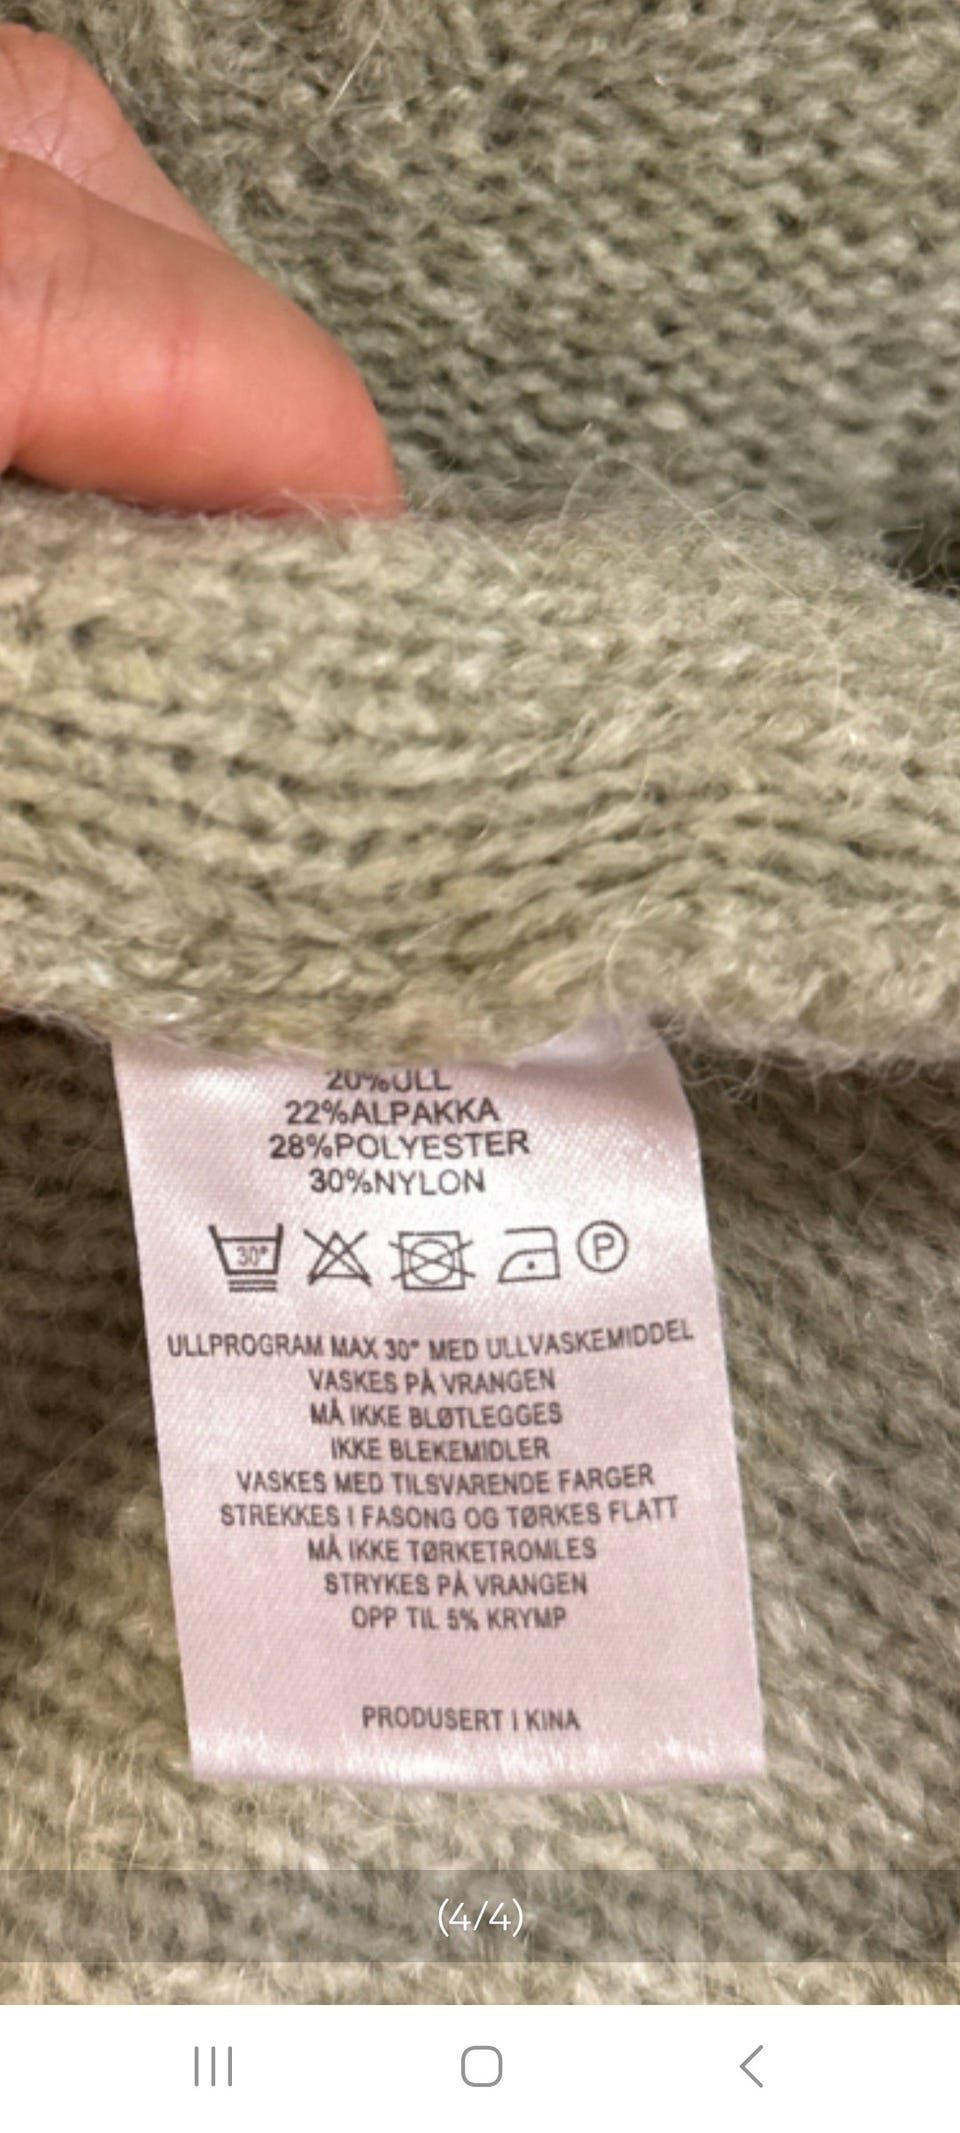 20%ULL
22%ALPAKKA
28%POLYESTER
30%NYLON
30°
P
ULLPROGRAM MAX 30° MED ULLVASKEMIDDEL
VASKES PÅ VRANGEN
MÅ IKKE BLØTLEGGES
IKKE BLEKEMIDLER
VASKES MED TILSVARENDE FARGER
STREKKES I FASONG OG TØRKES FLATT
MÅ IKKE TØRKETROMLES
STRYKES PÅ VRANGEN
OPP TIL 5% KRYMP
PRODUSERT I KINA
(4/4)